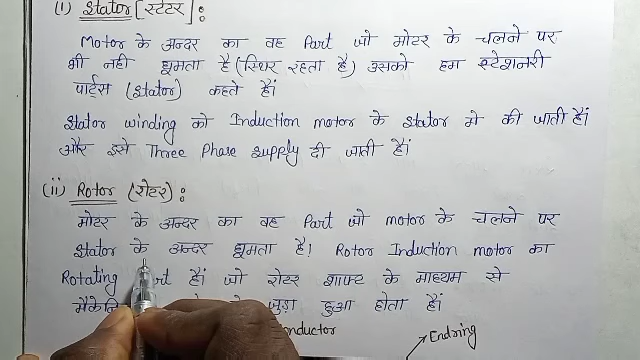 (i) Stator [स्टेटर] :
Motor के अन्दर का वह Part जो मोटर के चलने पर
भी नही घूमता है (स्थिर रहता है) उसको हम स्टेशनरी
पार्ट्स (Stator) कहते हैं।
Stator winding को Induction motor के Stator मे की जाती हैं।
और इसे Three Phase Supply दी जाती हैं।
(ii) Rotor (रोटर) :
मोटर के अन्दर का वह Part जो motor के चलने पर
Stator के अन्दर घूमता है। Rotor Induction motor का
Rotating हैं। जो रोटर शाफ्ट के माध्यम से
जुड़ा हुआ होता हैं।
Endring